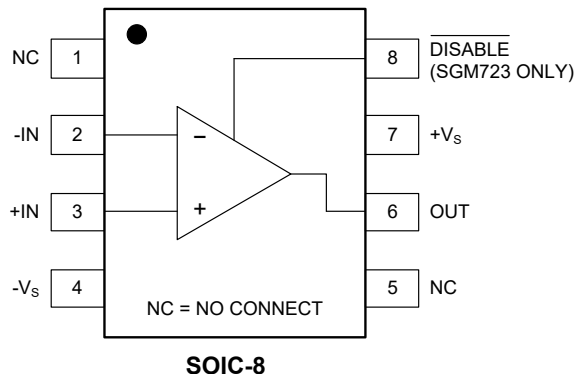 NC 1
-IN 2
+IN 3
-VS 4
8 DISABLE
(SGM723 ONLY)
7 +VS
6 OUT
5 NC
−
+
NC = NO CONNECT
SOIC-8